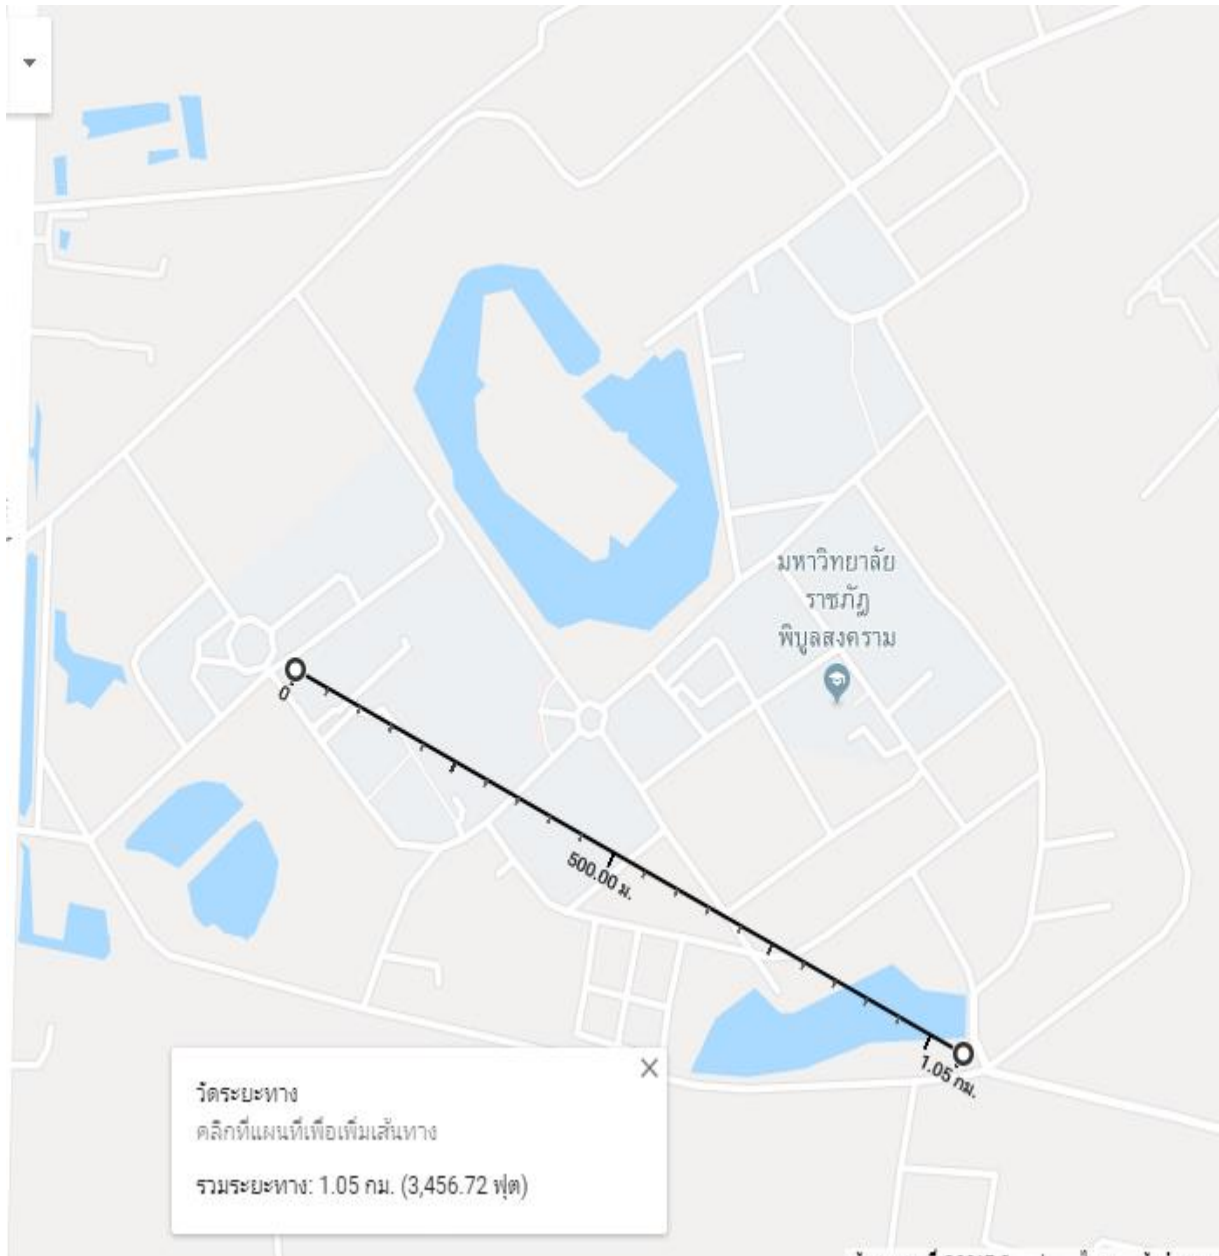 มหาวิทยาลัย
ราชภัฏ
พิบูลสงคราม
0
500.00 ม.
1.05 กม.
วัดระยะทาง
คลิกที่แผนที่เพื่อเพิ่มเส้นทาง
รวมระยะทาง: 1.05 กม. (3,456.72 ฟุต)